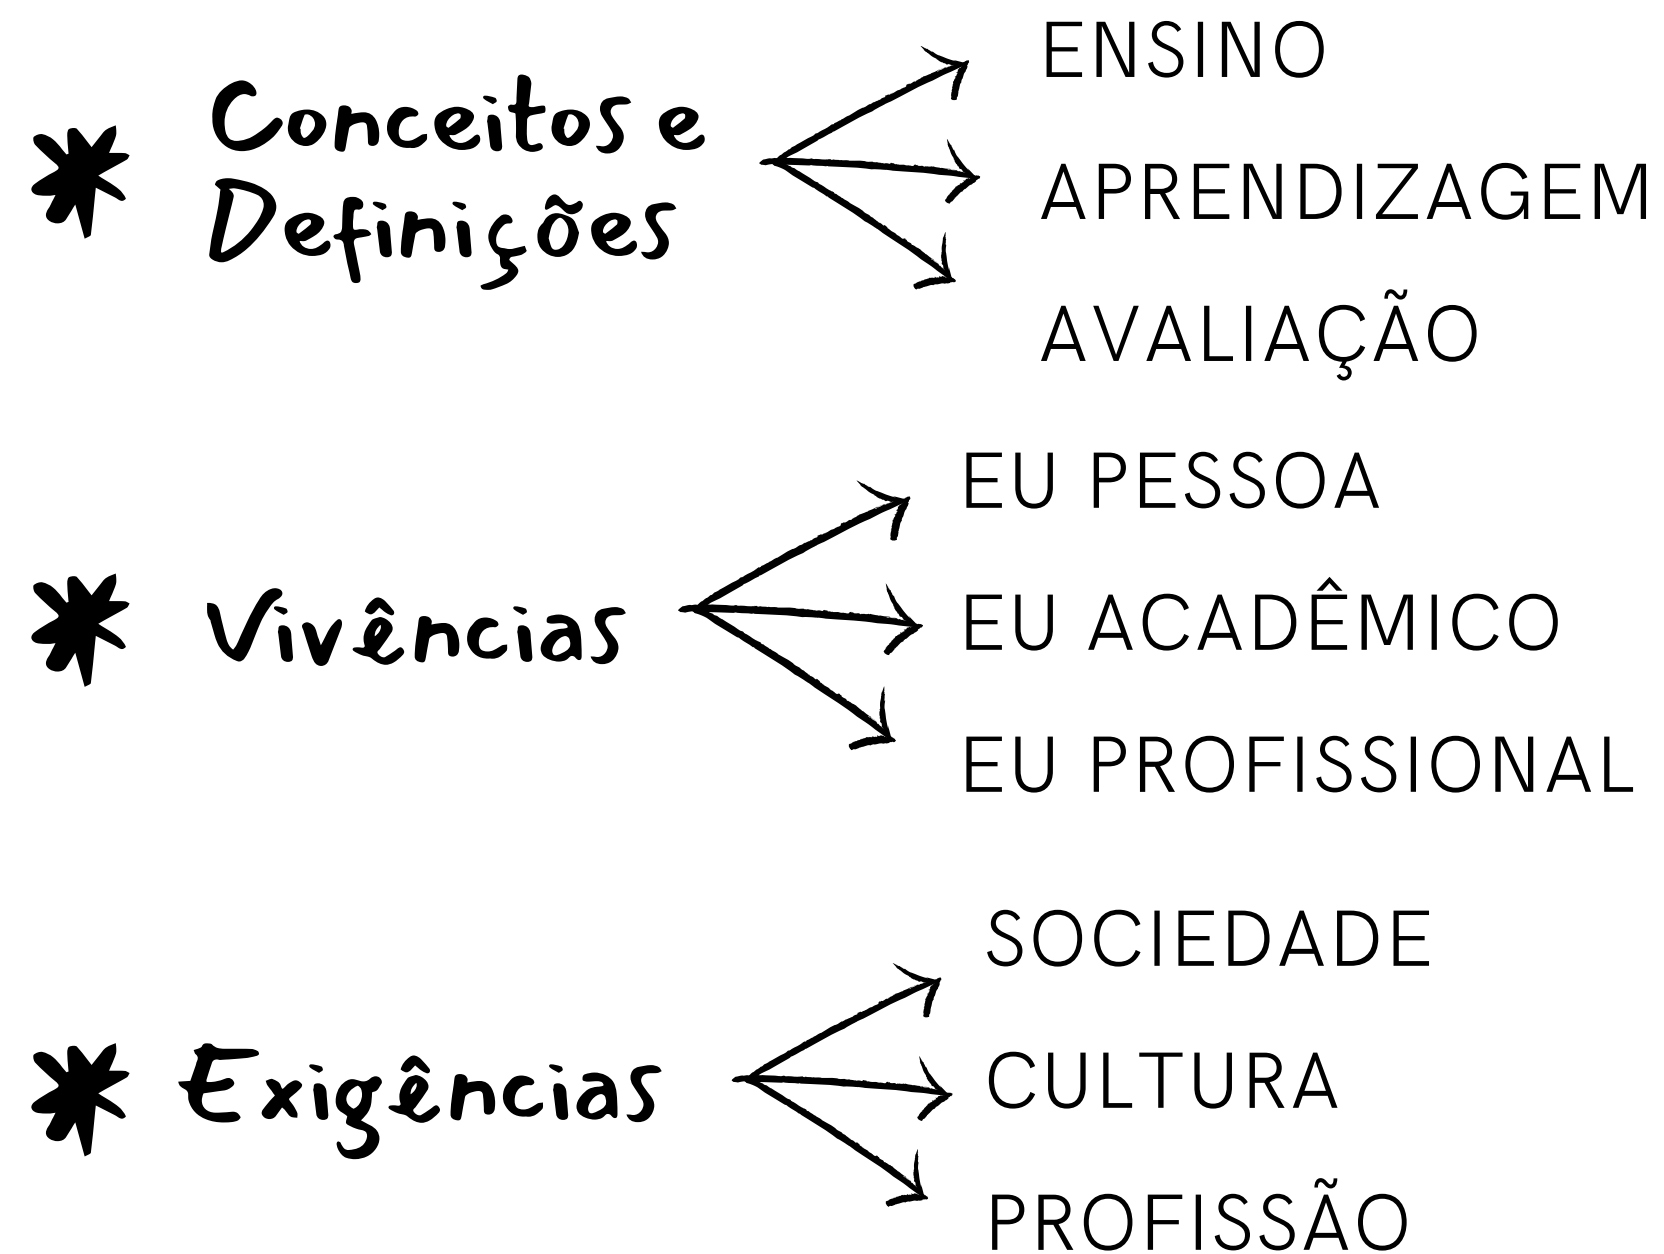 Conceitos e
Definições
ENSINO
APRENDIZAGEM
AVALIAÇÃO
Vivências
EU PESSOA
EU ACADÊMICO
EU PROFISSIONAL
Exigências
SOCIEDADE
CULTURA
PROFISSÃO